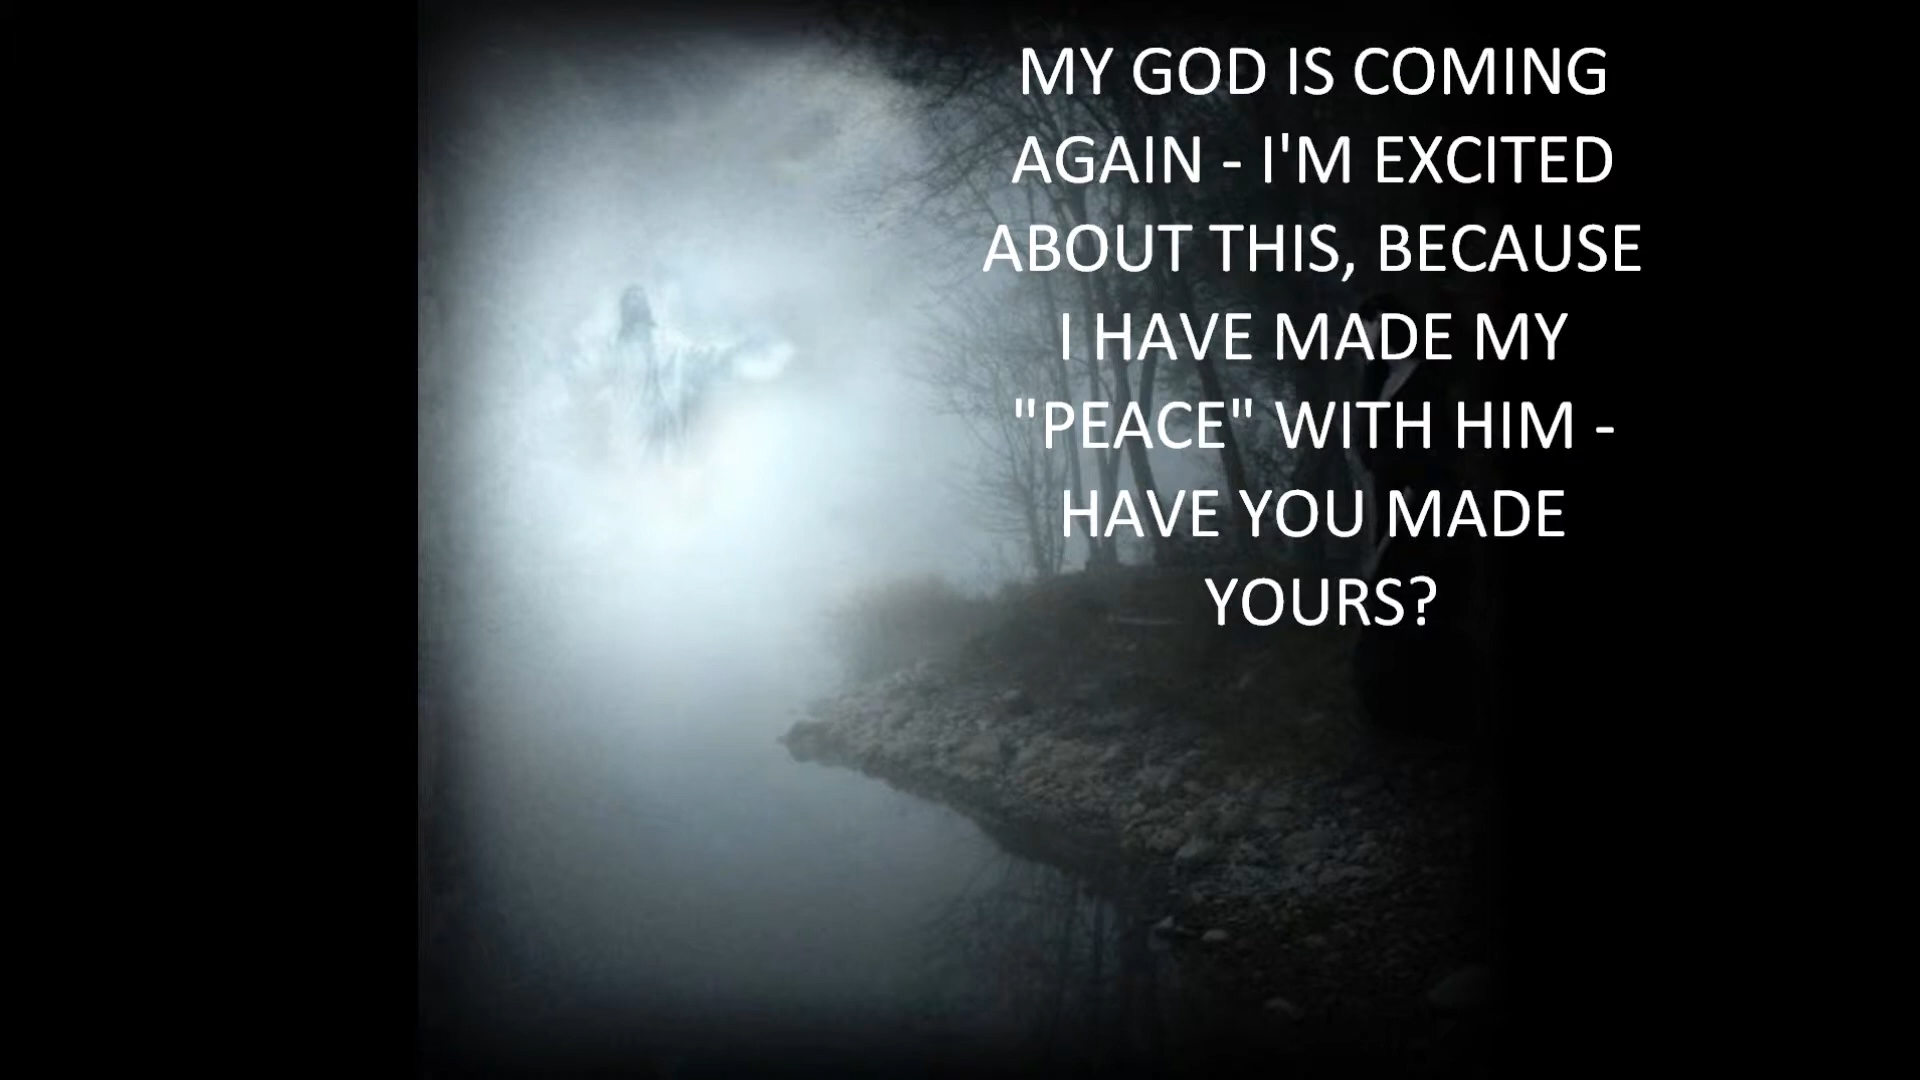 MY GOD IS COMING
AGAIN - I'M EXCITED
ABOUT THIS, BECAUSE
I HAVE MADE MY
"PEACE" WITH HIM -
HAVE YOU MADE
YOURS?